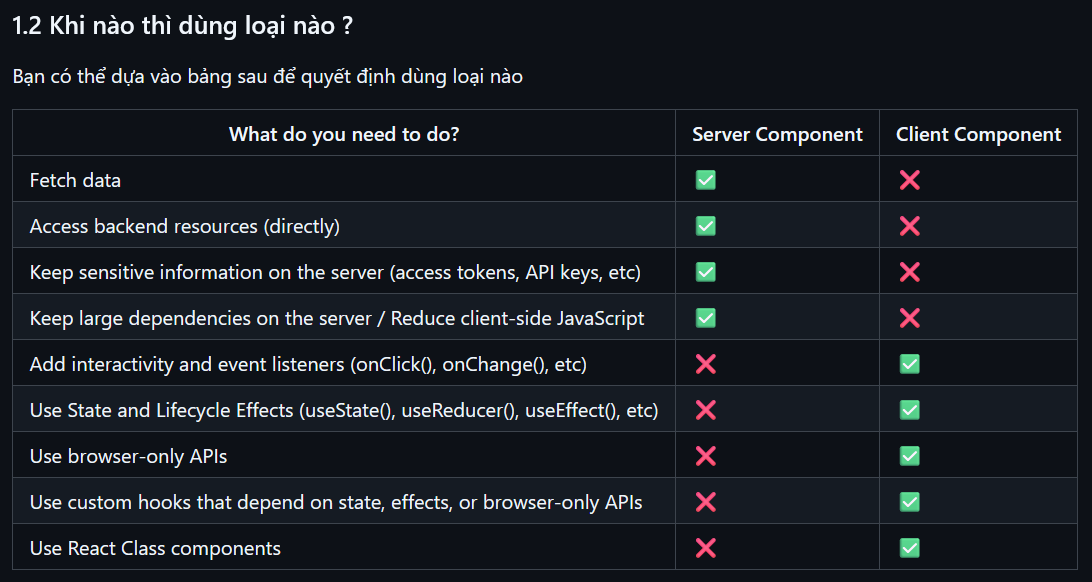 1.2 Khi nào thì dùng loại nào ?
Bạn có thể dựa vào bảng sau để quyết định dùng loại nào
What do you need to do? Server Component Client Component
Fetch data ✅ ❌
Access backend resources (directly) ✅ ❌
Keep sensitive information on the server (access tokens, API keys, etc) ✅ ❌
Keep large dependencies on the server / Reduce client-side JavaScript ✅ ❌
Add interactivity and event listeners (onClick(), onChange(), etc) ❌ ✅
Use State and Lifecycle Effects (useState(), useReducer(), useEffect(), etc) ❌ ✅
Use browser-only APIs ❌ ✅
Use custom hooks that depend on state, effects, or browser-only APIs ❌ ✅
Use React Class components ❌ ✅